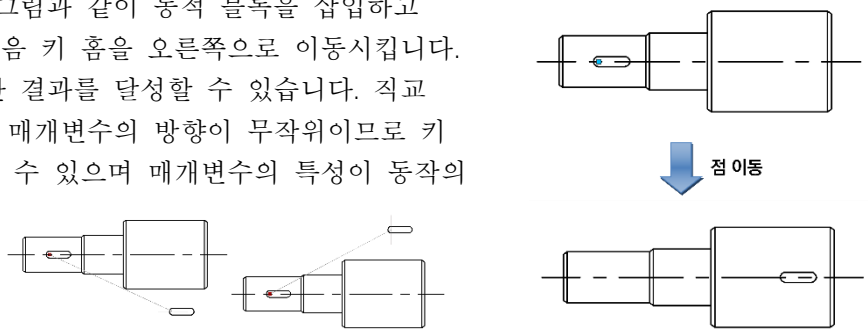 그림과 같이 동적 블록을 삽입하고
음 키 홈을 오른쪽으로 이동시킵니다.
결과를 달성할 수 있습니다. 직교
매개변수의 방향이 무작위이므로 키
수 있으며 매개변수의 특성이 동작의
점 이동